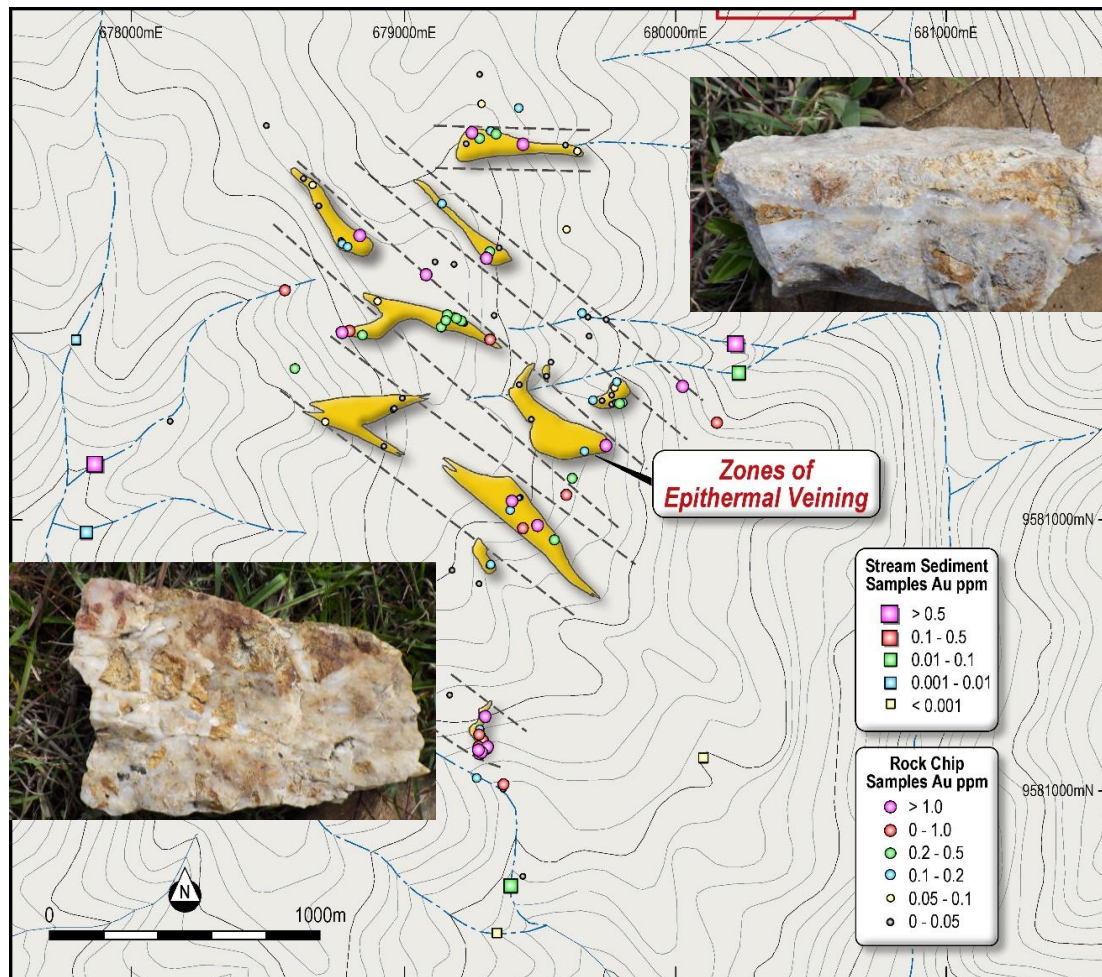 678000mE
679000mE
680000mE
681000mE
Zones of
Epithermal Veining
9581000mN
Stream Sediment
Samples Au ppm
> 0.5
0.1 - 0.5
0.01 - 0.1
0.001 - 0.01
< 0.001
Rock Chip
Samples Au ppm
> 1.0
0 - 1.0
0.2 - 0.5
0.1 - 0.2
0.05 - 0.1
0 - 0.05
9581000mN
N
0
1000m